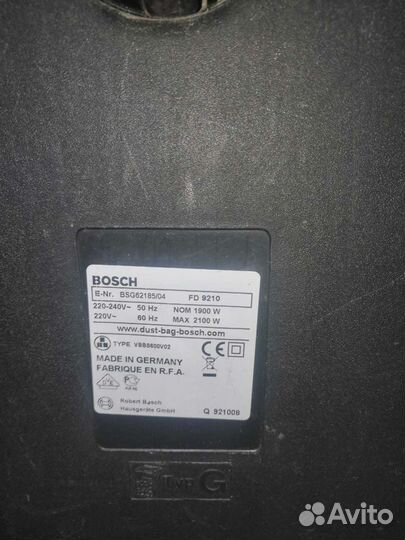 BOSCH
E-Nr. BSG62185/04 FD 9210
220-240V~ 50 Hz NOM 1900 W
220V~ 60 Hz MAX 2100 W
www.dust-bag-bosch.com
TYPE VBBS600V02
MADE IN GERMANY
FABRIQUE EN R.F.A.
Robert Bosch
Hausgeräte GmbH
Q 921008
Typ G
Avito